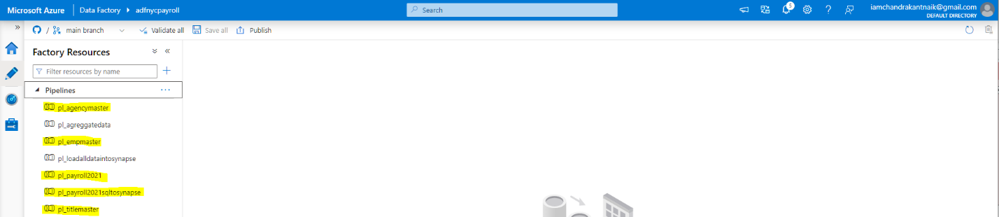 Microsoft Azure Data Factory adfnycpayroll Search 5 iamchandrakantnaik@gmail.com
DEFAULT DIRECTORY
/ main branch Validate all Save all Publish
Factory Resources
Filter resources by name
Pipelines ...
pl_agencymaster
pl_agreggatedata
pl_empmaster
pl_loadalldataintosynapse
pl_payroll2021
pl_payroll2021sqltosynapse
pl_titlemaster